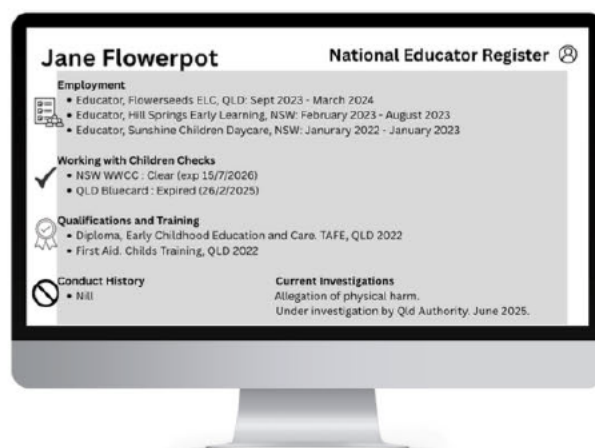 Jane Flowerpot
National Educator Register
Employment
• Educator, Flowerseeds ELC, QLD: Sept 2023 - March 2024
• Educator, Hill Springs Early Learning, NSW: February 2023 - August 2023
• Educator, Sunshine Children Daycare, NSW: Janurary 2022 - January 2023
Working with Children Checks
• NSW WWCC : Clear (exp 15/7/2026)
• QLD Bluecard : Expired (26/2/2025)
Qualifications and Training
• Diploma, Early Childhood Education and Care. TAFE, QLD 2022
• First Aid. Childs Training, QLD 2022
Conduct History
• Nill
Current Investigations
Allegation of physical harm.
Under investigation by Qld Authority. June 2025.